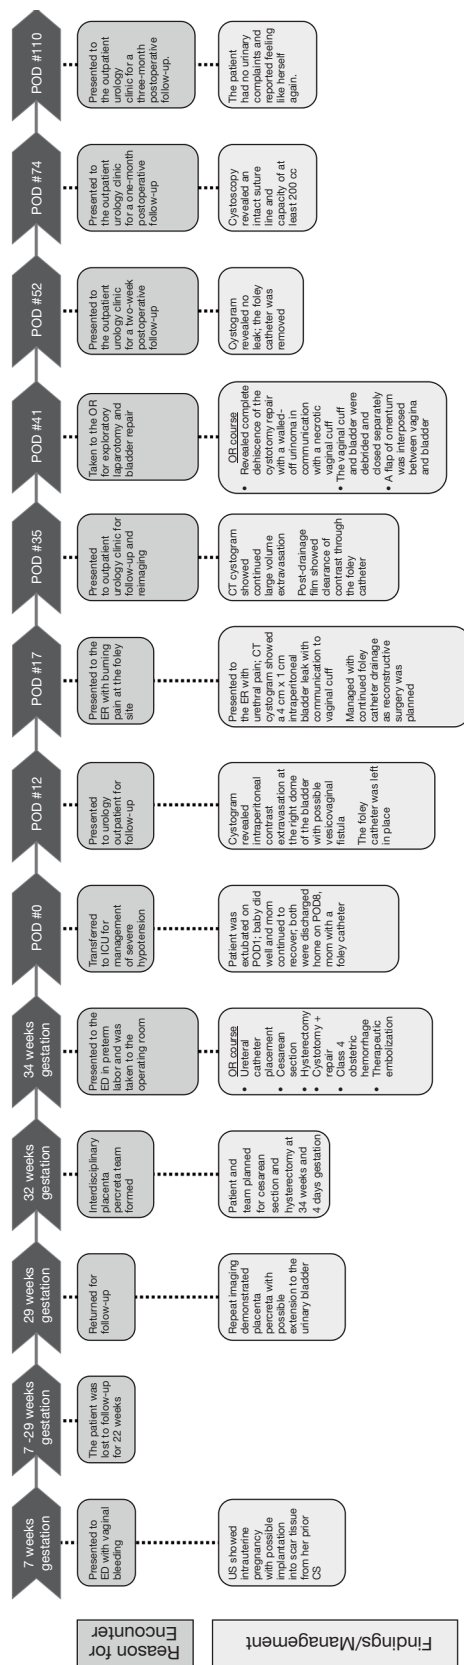 7 weeks
gestation
7 -29 weeks
gestation
29 weeks
gestation
32 weeks
gestation
34 weeks
gestation
POD #0
POD #12
POD #17
POD #35
POD #41
POD #52
POD #74
POD #110
Reason for
Encounter
Presented to
ED with vaginal
bleeding
The patient was
lost to follow-up
for 22 weeks
Returned for
follow-up
Interdisciplinary
placenta
percreta team
formed
Presented to the
ED in preterm
labor and was
taken to the
operating room
Transferred
to ICU for
management
of severe
hypotension
Presented
to urology
outpatient for
follow-up
Presented to the
ER with burning
pain at the foley
site
Presented
to outpatient
urology clinic for
follow-up and
reimaging
Taken to the OR
for exploratory
laparotomy and
bladder repair
Presented to
the outpatient
urology clinic
for a two-week
postoperative
follow-up
Presented to
the outpatient
urology clinic
for a one-month
postoperative
follow-up
Presented to
the outpatient
urology
clinic for a
three-month
postoperative
follow-up.
Findings/Management
US showed
intrauterine
pregnancy
with possible
implantation
into scar tissue
from her prior
CS
Repeat imaging
demonstrated
placenta
percreta with
possible
extension to the
urinary bladder
Patient and
team planned
for cesarean
section and
hysterectomy at
34 weeks and
4 days gestation
OR course
• Ureteral
catheter
placement
• Cesarean
section
• Hysterectomy
• Cystotomy +
repair
• Class 4
obstetric
hemorrhage
• Therapeutic
embolization
Patient was
extubated on
POD1; baby did
well and mom
continued to
recover; both
were discharged
home on POD8,
mom with a
foley catheter
Cystogram
revealed
intraperitoneal
contrast
extravasation at
the right dome
of the bladder
with possible
vesicovaginal
fistula
The foley
catheter was left
in place
Presented to
the ER with
urethral pain; CT
cystogram showed
a 4 cm x 1 cm
intraperitoneal
bladder leak with
communication to
vaginal cuff
Managed with
continued foley
catheter drainage
as reconstructive
surgery was
planned
CT cystogram
showed
continued
large volume
extravasation
Post-drainage
film showed
clearance of
contrast through
the foley
catheter
OR course
• Revealed complete
dehiscence of the
cystotomy repair
with a walled-
off urinoma in
communication
with a necrotic
vaginal cuff
• The vaginal cuff
and bladder were
debrided and
closed separately
• A flap of omentum
was interposed
between vagina
and bladder
Cystogram
revealed no
leak; the foley
catheter was
removed
Cystoscopy
revealed an
intact suture
line and
capacity of at
least 200 cc
The patient
had no urinary
complaints and
reported feeling
like herself
again.